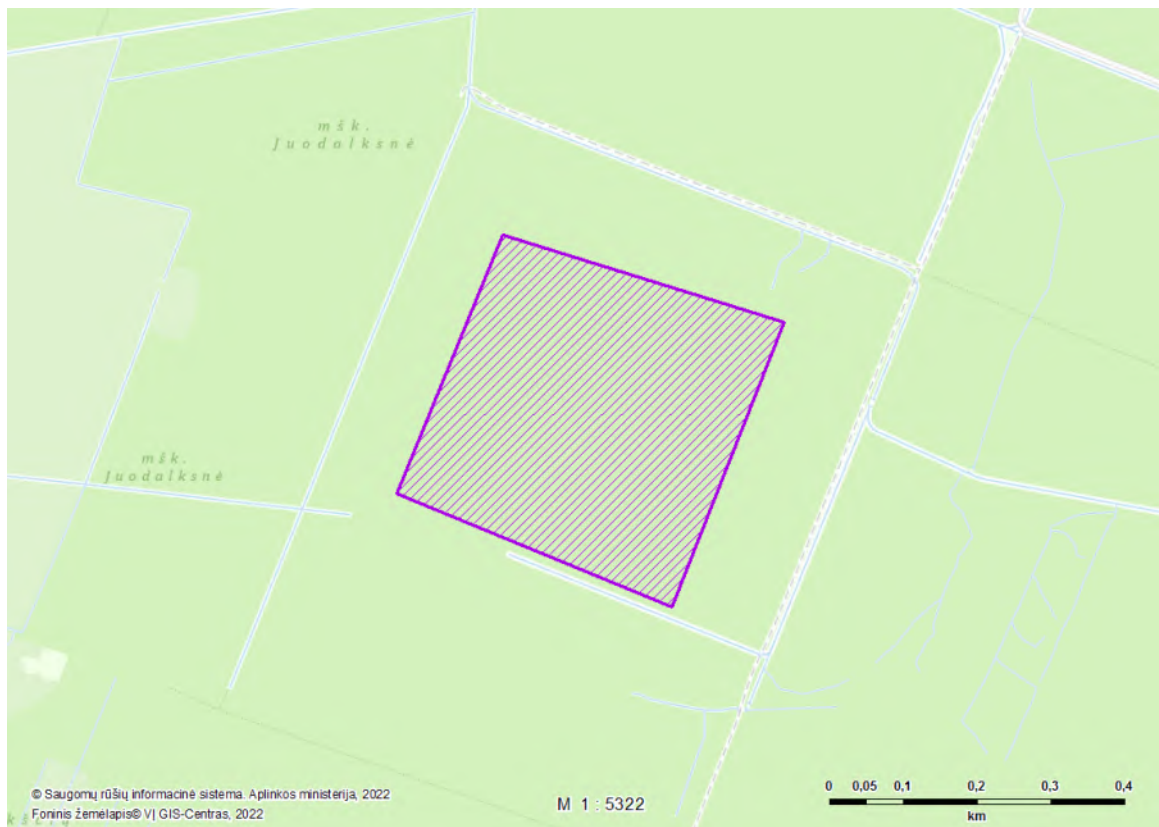 mšk.
Juodalksnė
mšk.
Juodalksnė
© Saugomų rūšių informacinė sistema. Aplinkos ministerija, 2022
Foninis žemėlapis© VĮ GIS-Centras, 2022
M 1 : 5322
0 0,05 0,1 0,2 0,3 0,4
km